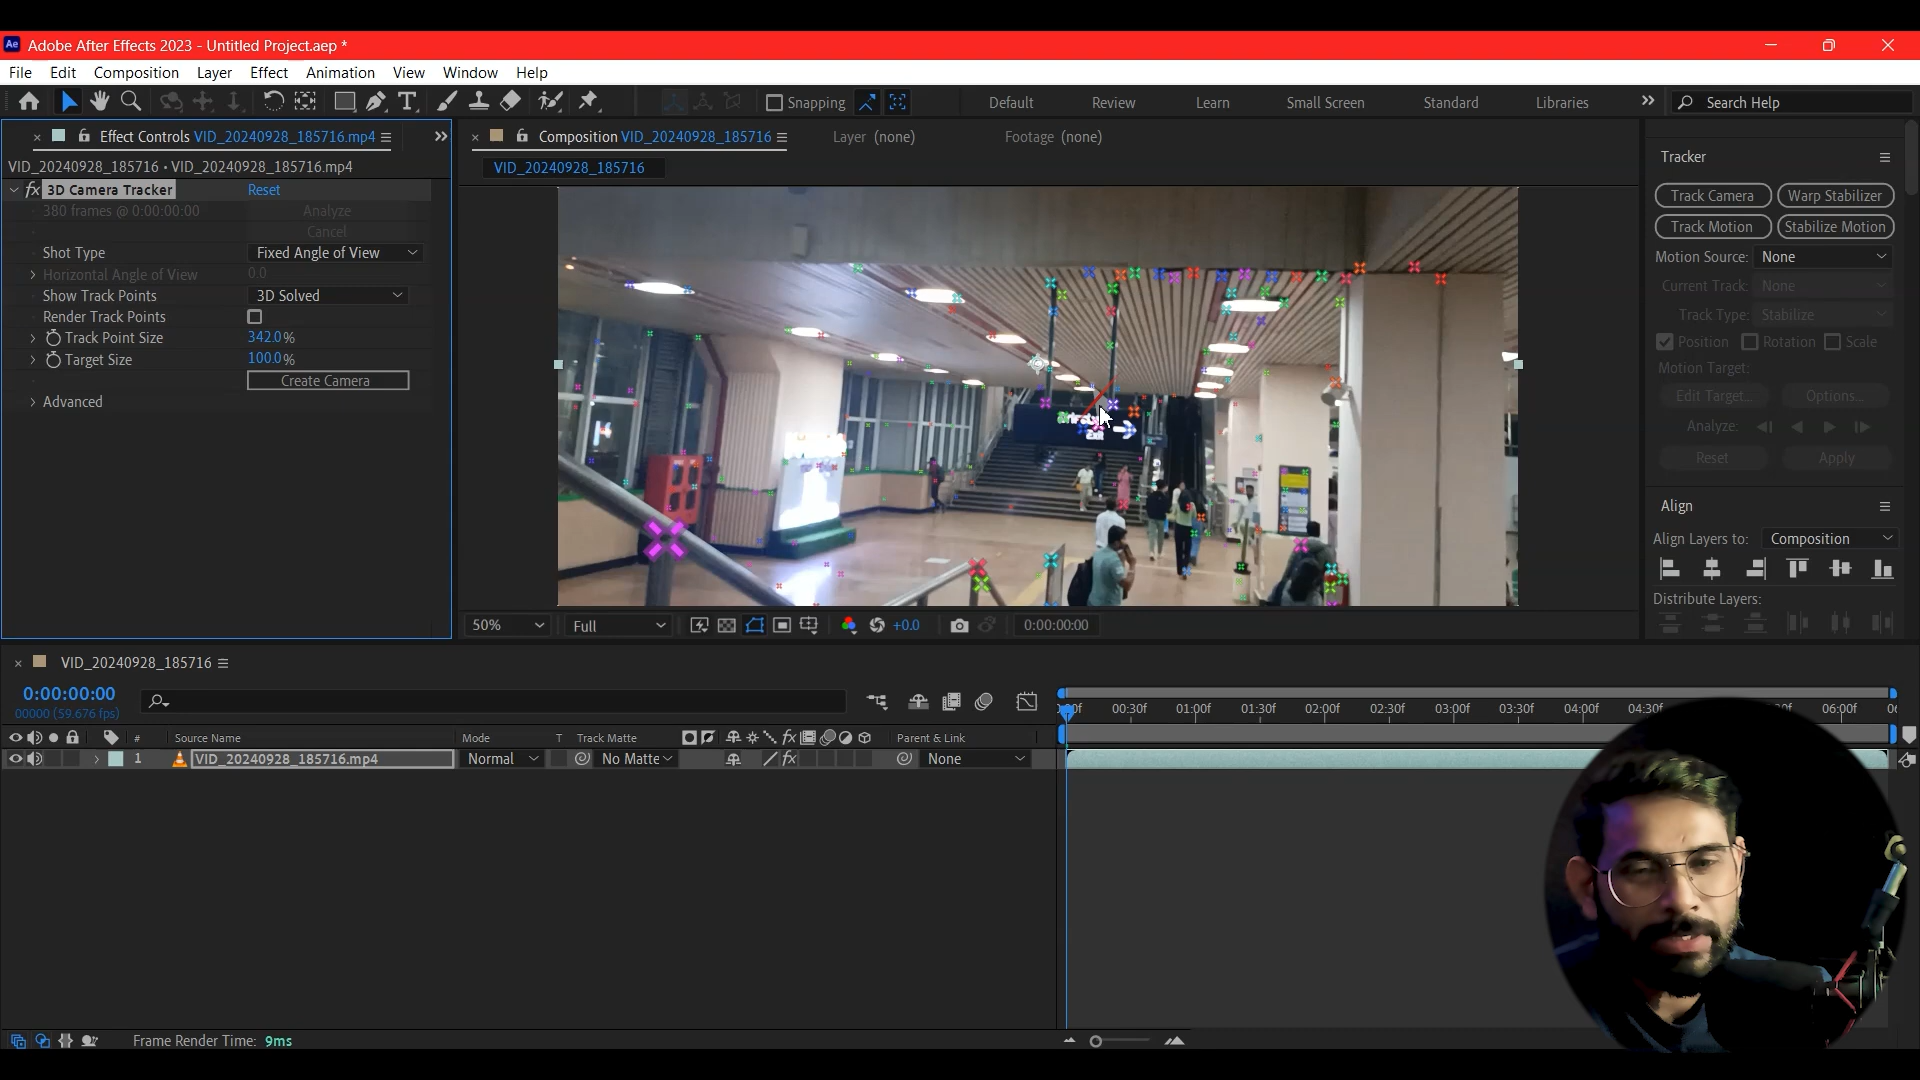 Ae Adobe After Effects 2023 - Untitled Project.aep *
File Edit Composition Layer Effect Animation View Window Help
Snapping Default Review Learn Small Screen Standard Libraries Search Help
Effect Controls VID_20240928_185716.mp4
VID_20240928_185716 • VID_20240928_185716.mp4
fx 3D Camera Tracker Reset
380 frames @ 0:00:00:00 Analyze
Cancel
Shot Type Fixed Angle of View
Horizontal Angle of View 0.0
Show Track Points 3D Solved
Render Track Points
Track Point Size 342.0%
Target Size 100.0%
Create Camera
Advanced
Composition VID_20240928_185716 Layer (none) Footage (none)
VID_20240928_185716
Exit
50% Full +0.0 0:00:00:00
Tracker
Track Camera Warp Stabilizer
Track Motion Stabilize Motion
Motion Source: None
Current Track: None
Track Type: Stabilize
Position Rotation Scale
Motion Target:
Edit Target... Options...
Analyze:
Reset Apply
Align
Align Layers to: Composition
Distribute Layers:
VID_20240928_185716
0:00:00:00
00000 (59.676 fps)
00:30f 01:00f 01:30f 02:00f 02:30f 03:00f 03:30f 04:00f 04:30f 06:00f
# Source Name Mode T Track Matte fx Parent & Link
1 VID_20240928_185716.mp4 Normal No Matte fx None
Frame Render Time: 9ms